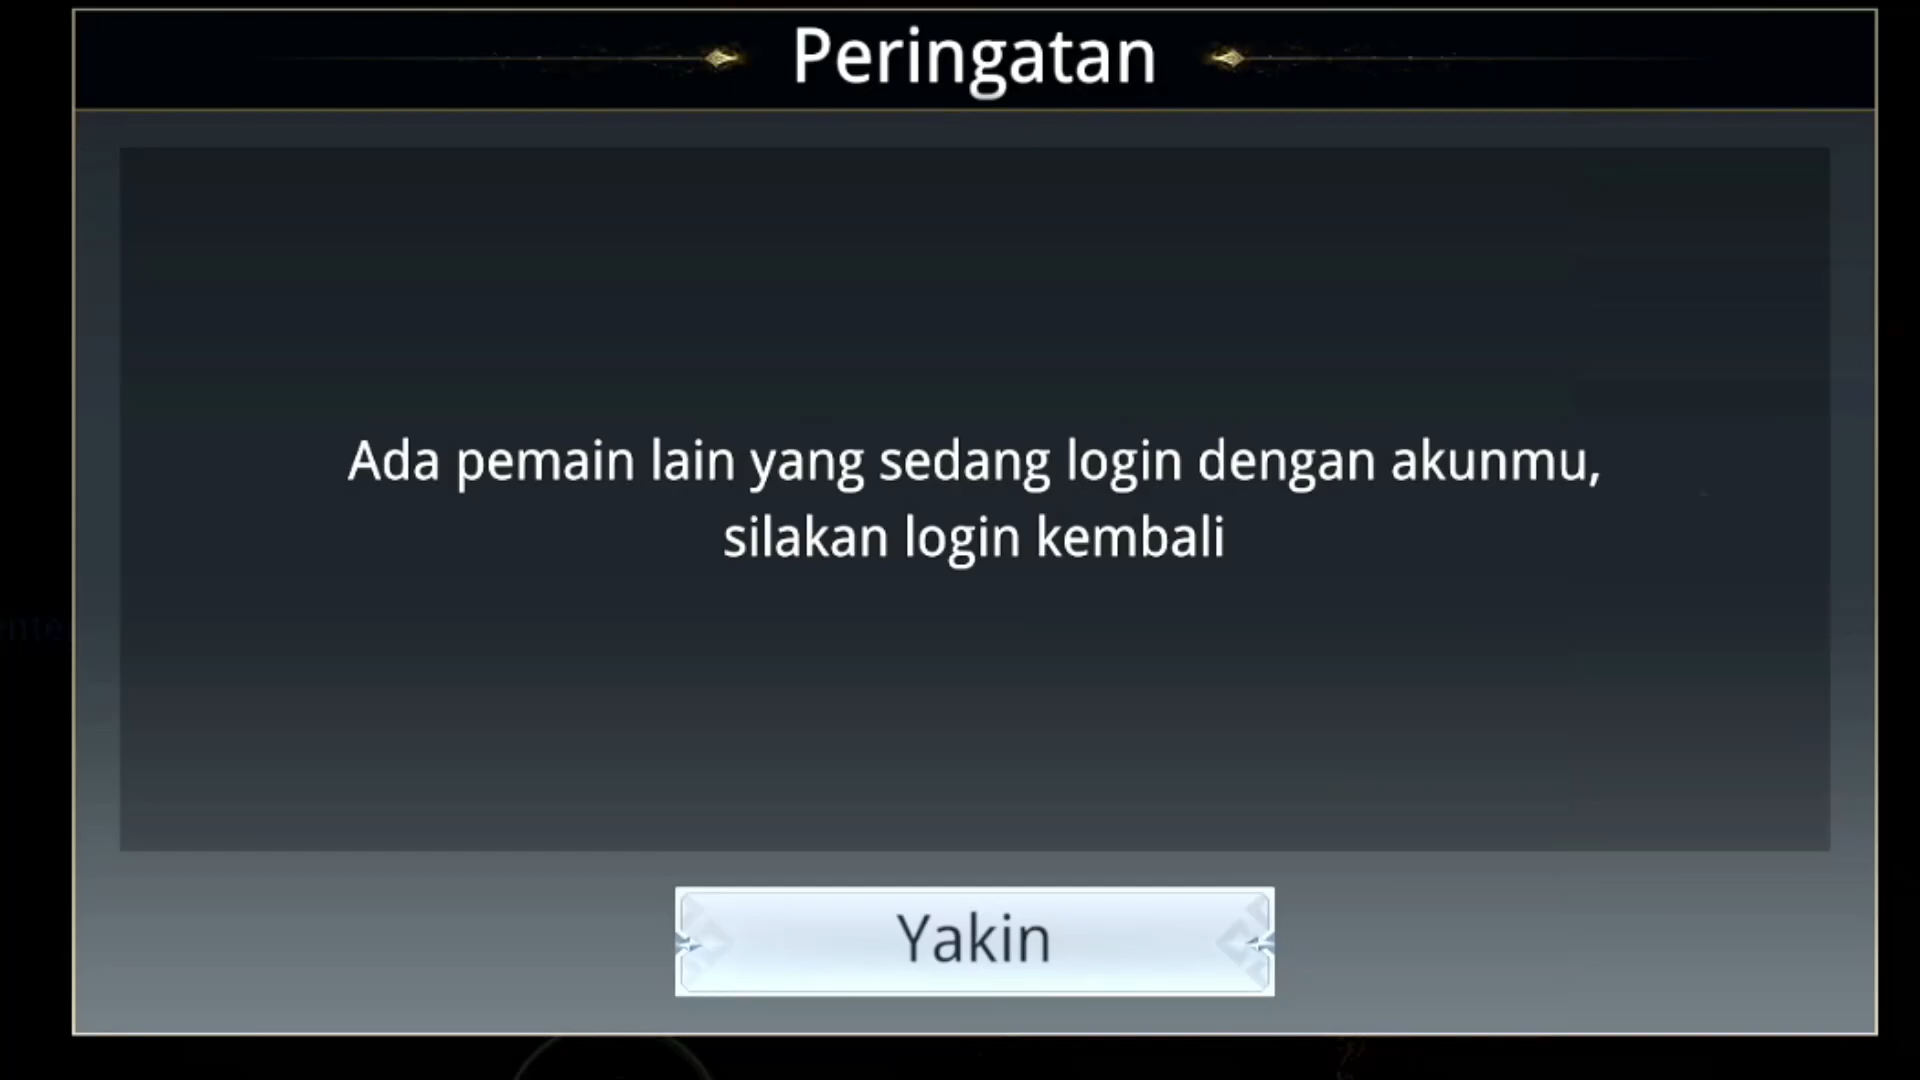 Peringatan
Ada pemain lain yang sedang login dengan akunmu,
silakan login kembali
Yakin